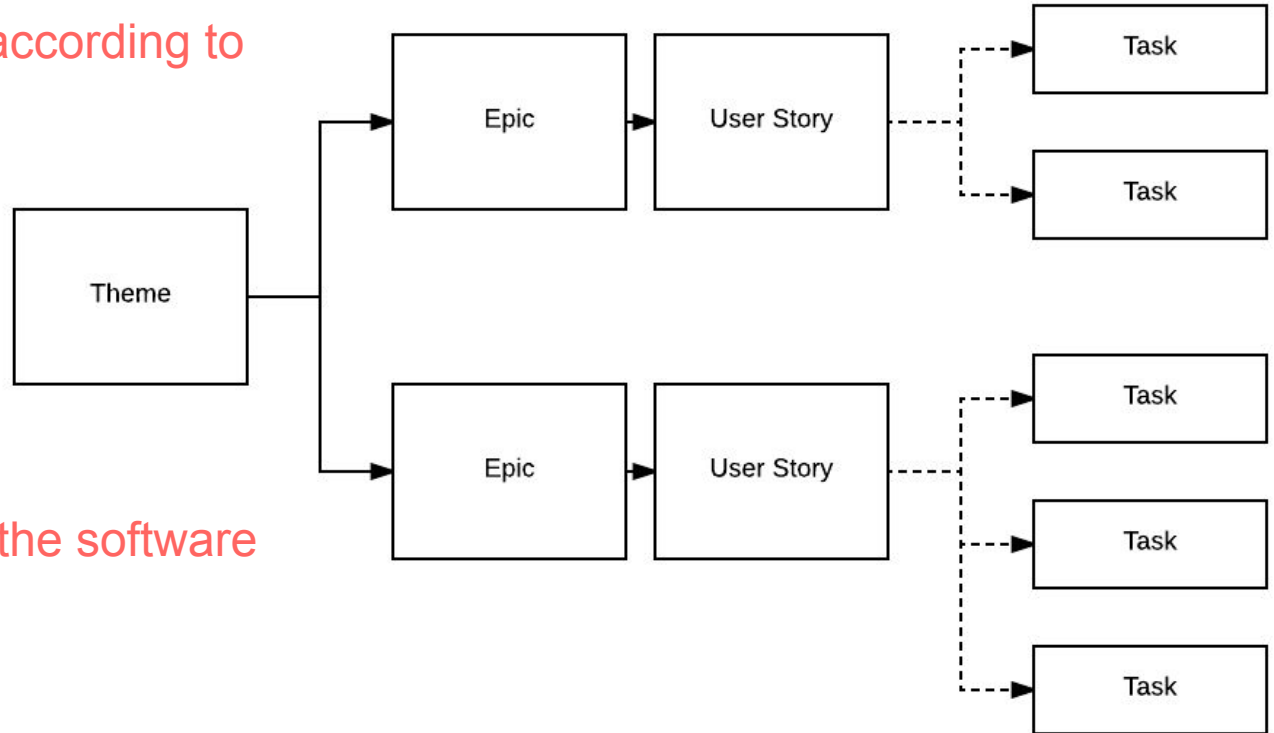 according to
Theme
Epic
User Story
Task
Task
Epic
User Story
Task
Task
Task
the software